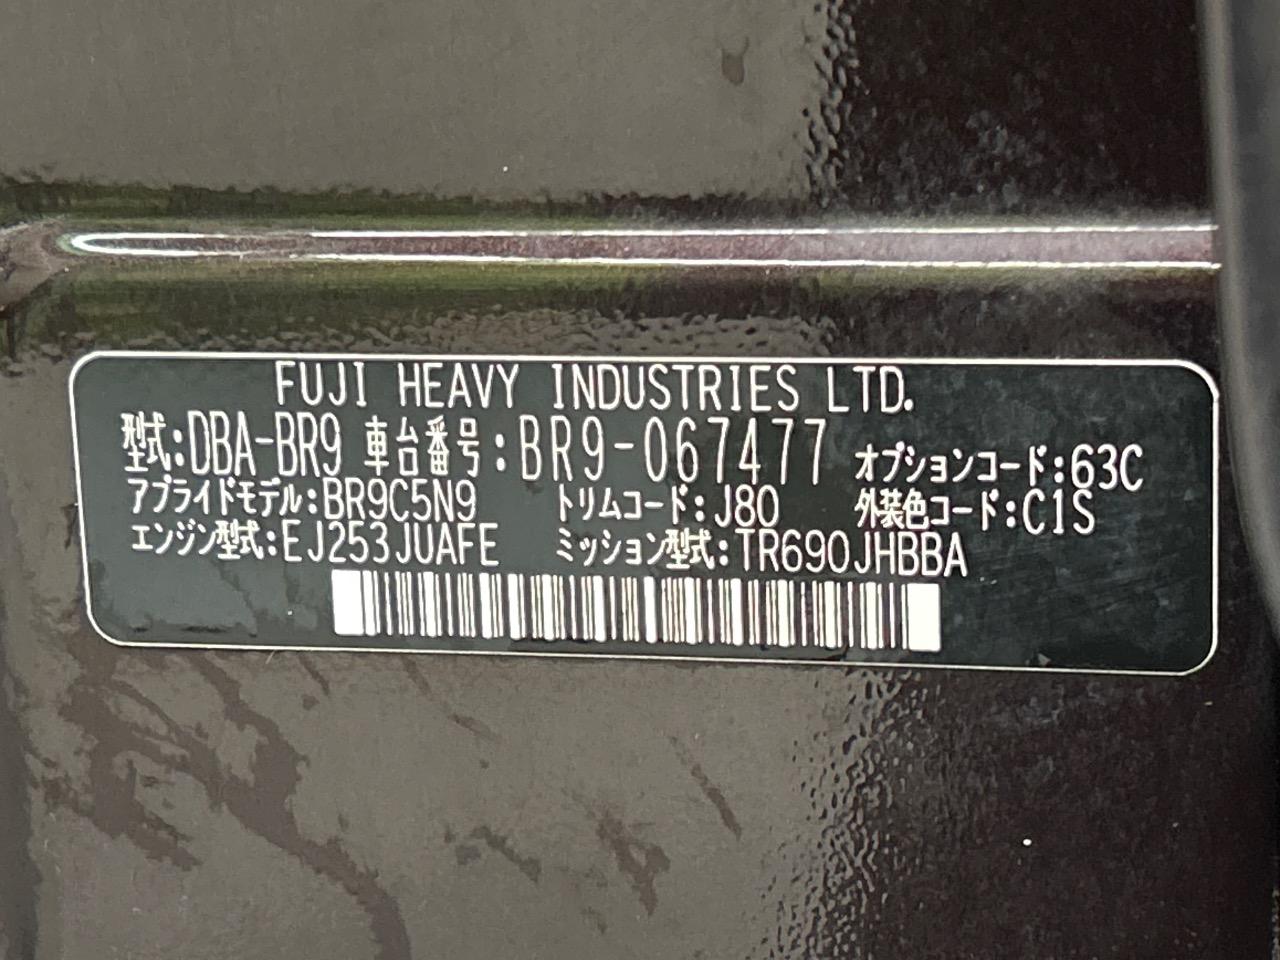 FUJI HEAVY INDUSTRIES LTD.
型式:DBA-BR9 車台番号:BR9-067477 オプションコード:63C
アプライドモデル:BR9C5N9 トリムコード:J80 外装色コード:C1S
エンジン型式:EJ253JUAFE ミッション型式:TR690JHBBA